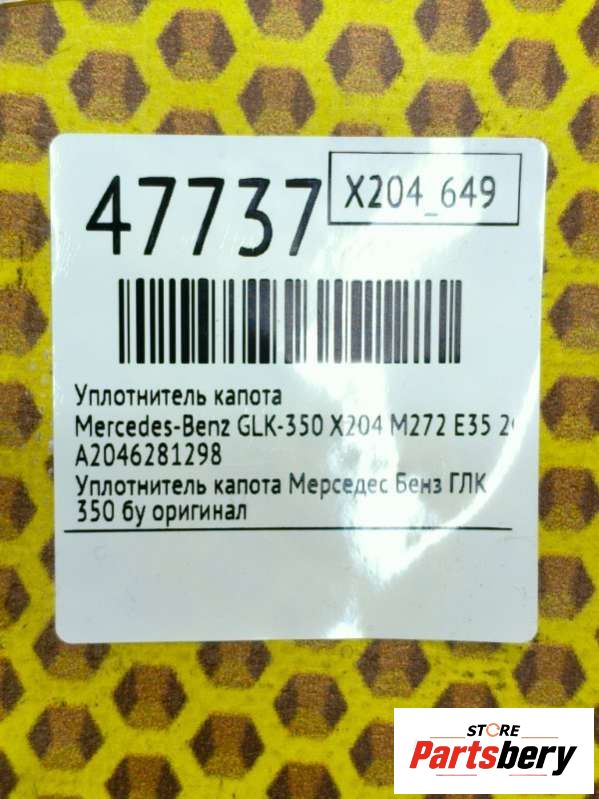 47737
X204_649
Уплотнитель капота
Mercedes-Benz GLK-350 X204 M272 E35
A2046281298
Уплотнитель капота Мерседес Бенз ГЛК
350 бу оригинал
STORE
Partsbery